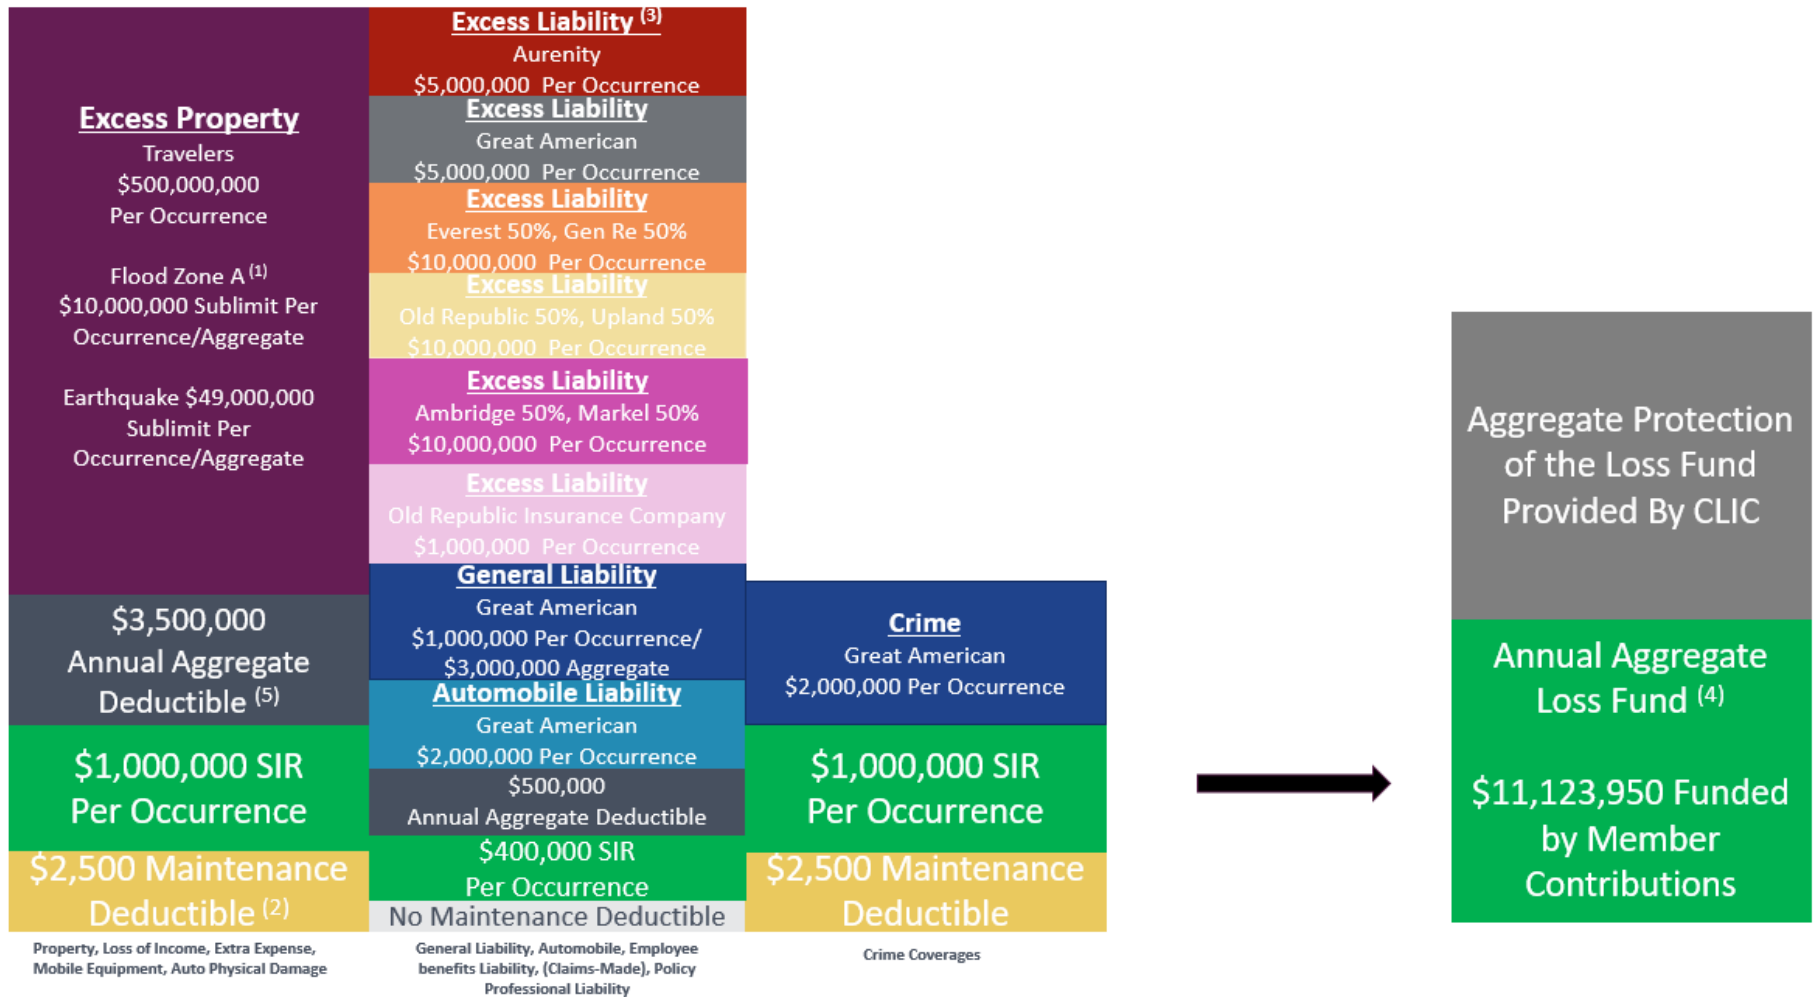 Excess Property
Travelers
$500,000,000
Per Occurrence
Flood Zone A (1)
$10,000,000 Sublimit Per
Occurrence/Aggregate
Earthquake $49,000,000
Sublimit Per
Occurrence/Aggregate
$3,500,000
Annual Aggregate
Deductible (5)
$1,000,000 SIR
Per Occurrence
$2,500 Maintenance
Deductible (2)
Property, Loss of Income, Extra Expense,
Mobile Equipment, Auto Physical Damage
Excess Liability (3)
Aurenity
$5,000,000 Per Occurrence
Excess Liability
Great American
$5,000,000 Per Occurrence
Excess Liability
Everest 50%, Gen Re 50%
$10,000,000 Per Occurrence
Excess Liability
Old Republic 50%, Upland 50%
$10,000,000 Per Occurrence
Excess Liability
Ambridge 50%, Markel 50%
$10,000,000 Per Occurrence
Excess Liability
Old Republic Insurance Company
$1,000,000 Per Occurrence
General Liability
Great American
$1,000,000 Per Occurrence/
$3,000,000 Aggregate
Automobile Liability
Great American
$2,000,000 Per Occurrence
$500,000
Annual Aggregate Deductible
$400,000 SIR
Per Occurrence
No Maintenance Deductible
General Liability, Automobile, Employee
benefits Liability, (Claims-Made), Policy
Professional Liability
Crime
Great American
$2,000,000 Per Occurrence
$1,000,000 SIR
Per Occurrence
$2,500 Maintenance
Deductible
Crime Coverages
Aggregate Protection
of the Loss Fund
Provided By CLIC
Annual Aggregate
Loss Fund (4)
$11,123,950 Funded
by Member
Contributions